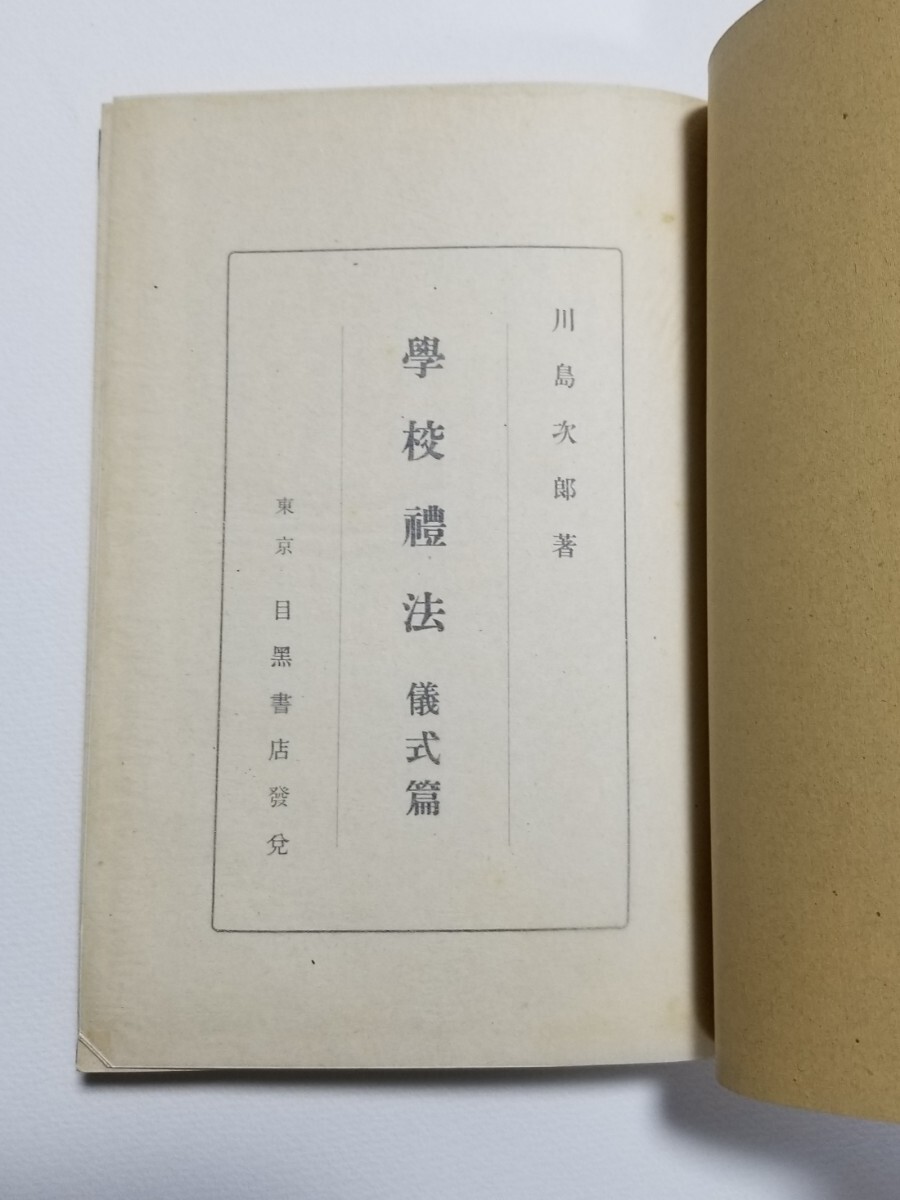 川島次郎著
學校禮法 儀式篇
東京 目黑書店發兌